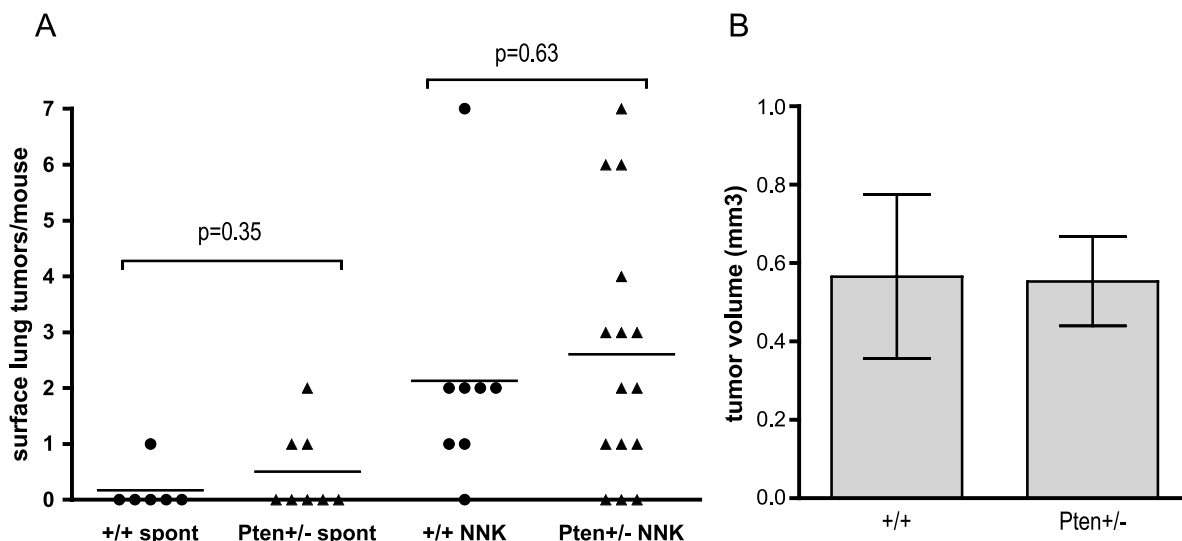 A
B
p=0.63
p=0.35
surface lung tumors/mouse
7
6
5
4
3
2
1
0
+/+ spont Pten+/- spont +/+ NNK Pten+/- NNK
tumor volume (mm3)
1.0
0.8
0.6
0.4
0.2
0.0
+/+ Pten+/-